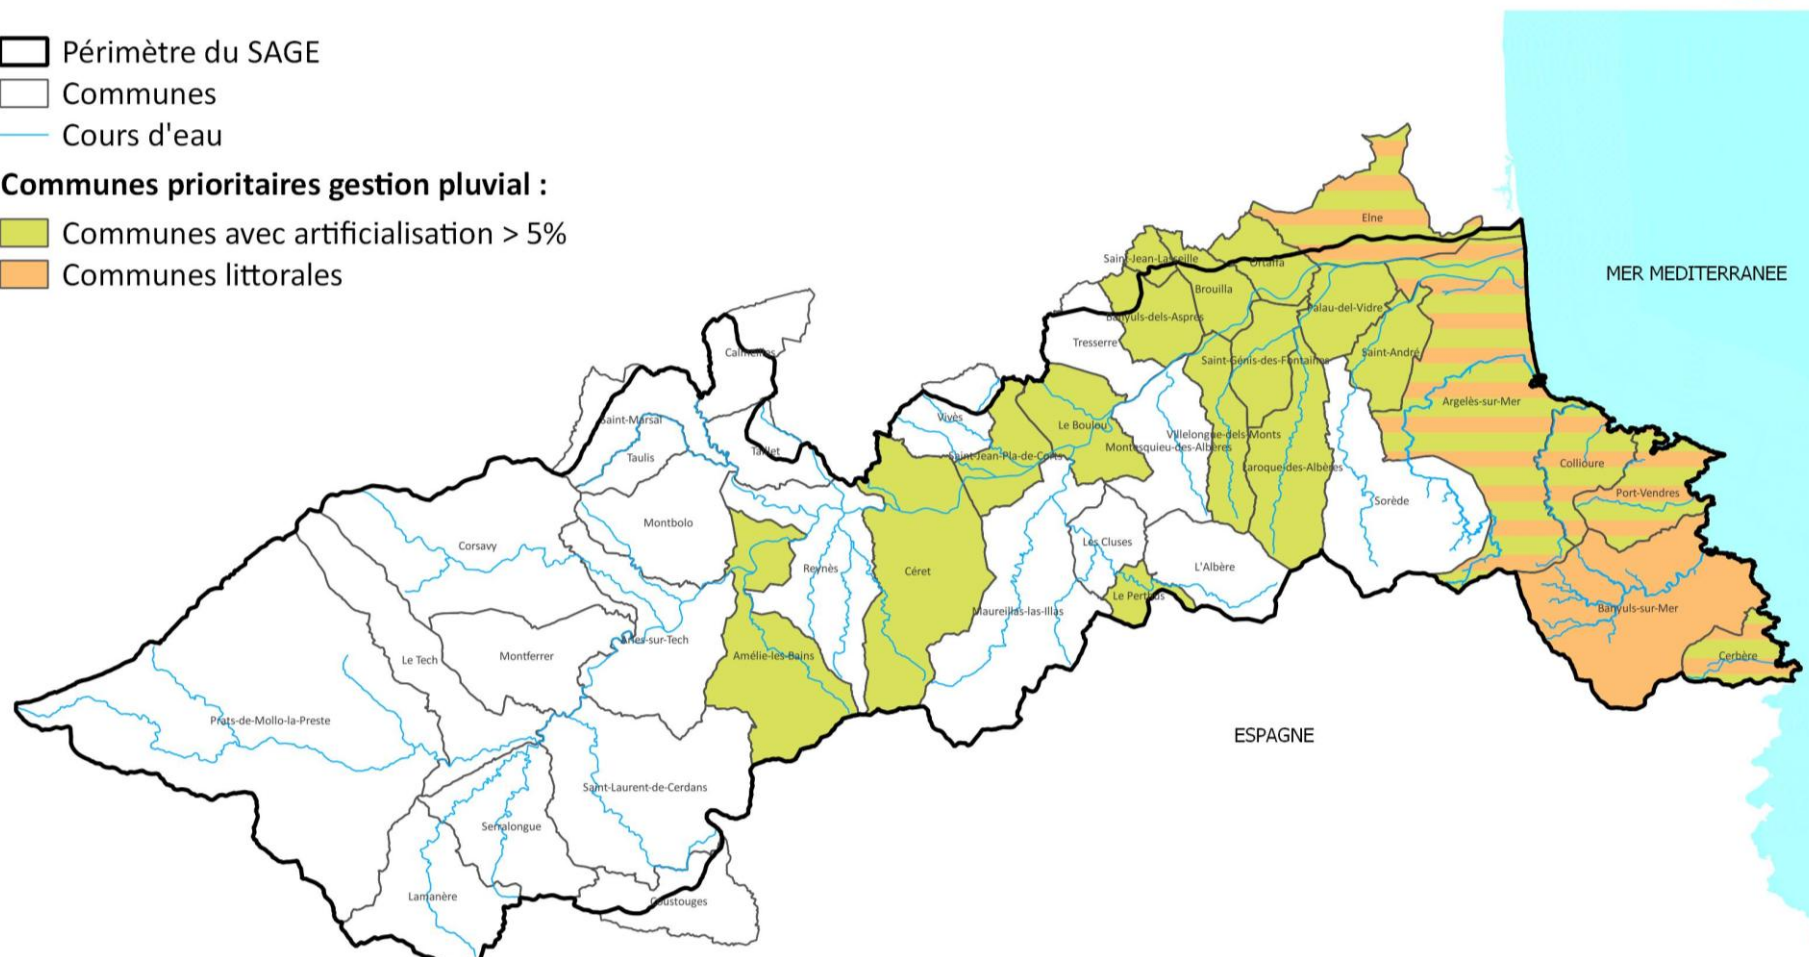 Périmètre du SAGE
Communes
Cours d'eau
Communes prioritaires gestion pluvial :
Communes avec artificialisation > 5%
Communes littorales
MER MEDITERRANEE
ESPAGNE
Elne
Saint-Jean-Lasseille
Ortaffa
Brouilla
Banyuls-dels-Aspres
Palau-del-Vidre
Tresserre
Saint-Génis-des-Fontaines
Saint-André
Calmeilles
Argelès-sur-Mer
Vivès
Saint-Marsal
Le Boulou
Villelongue-dels-Monts
Montesquieu-des-Albères
Taillet
Taulis
Saint-Jean-Pla-de-Corts
Collioure
Laroque-des-Albères
Port-Vendres
Sorède
Montbolo
Corsavy
Les Cluses
Reynès
Céret
L'Albère
Le Perthus
Banyuls-sur-Mer
Maureillas-las-Illas
Arles-sur-Tech
Amélie-les-Bains
Cerbère
Montferrer
Le Tech
Prats-de-Mollo-la-Preste
Saint-Laurent-de-Cerdans
Serralongue
Lamanère
Coustouges